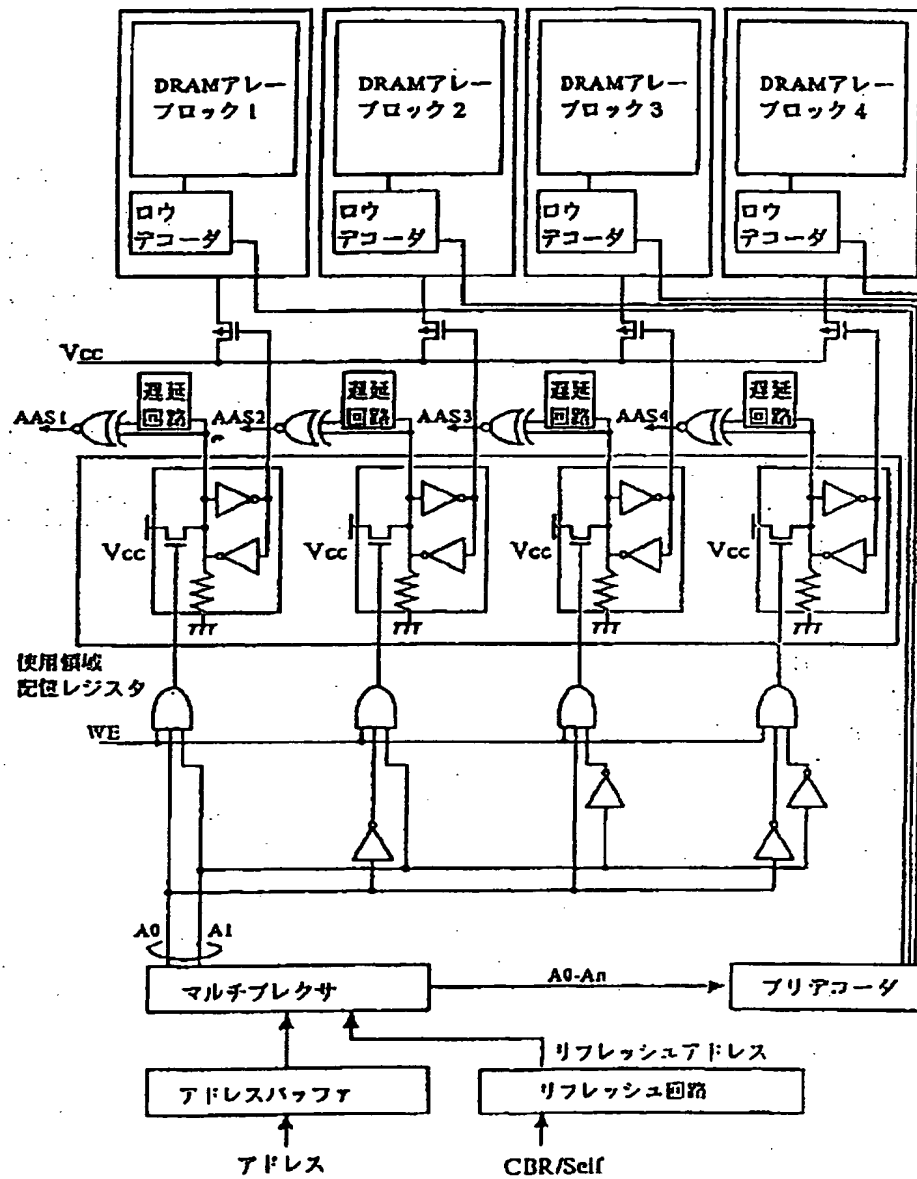 DRAMアレー
ブロック1
DRAMアレー
ブロック2
DRAMアレー
ブロック3
DRAMアレー
ブロック4
ロウ
デコーダ
ロウ
デコーダ
ロウ
デコーダ
ロウ
デコーダ
VCC
AAS1
遅延
回路
AAS2
遅延
回路
AAS3
遅延
回路
AAS4
遅延
回路
VCC
VCC
VCC
VCC
使用領域
記憶レジスタ
WE
A0
A1
マルチプレクサ
A0-An
プリデコーダ
リフレッシュアドレス
アドレスバッファ
リフレッシュ回路
アドレス
CBR/Self